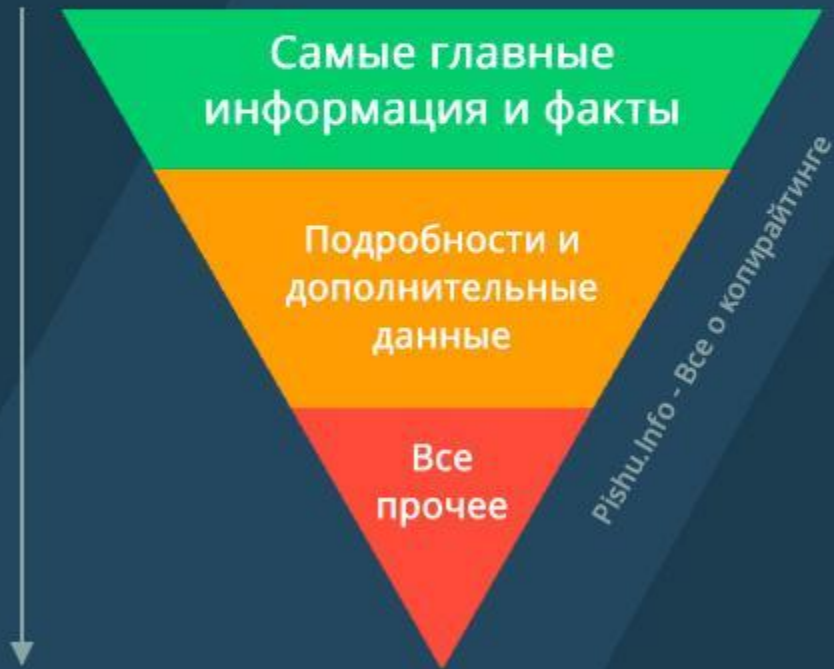 Самые главные
информация и факты
Подробности и
дополнительные
данные
Все
прочее
Pishu.Info - Все о копирайтинге